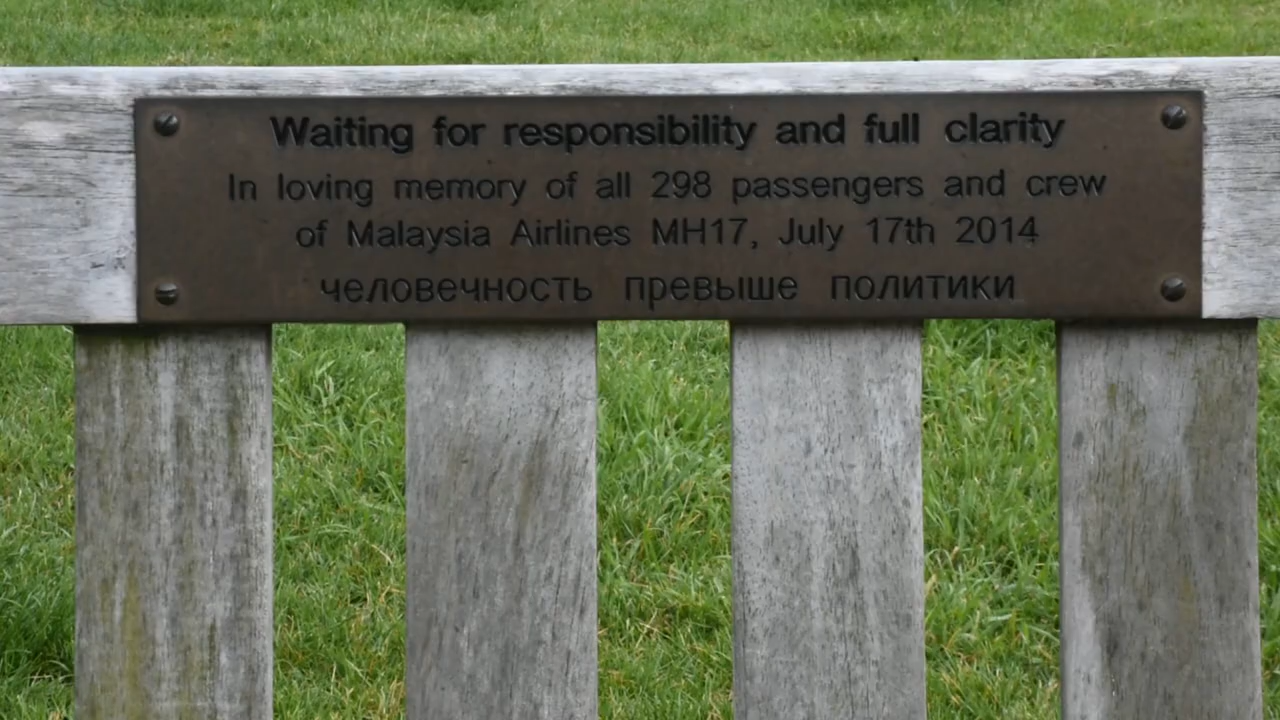 Waiting for responsibility and full clarity
In loving memory of all 298 passengers and crew
of Malaysia Airlines MH17, July 17th 2014
человечность превыше политики